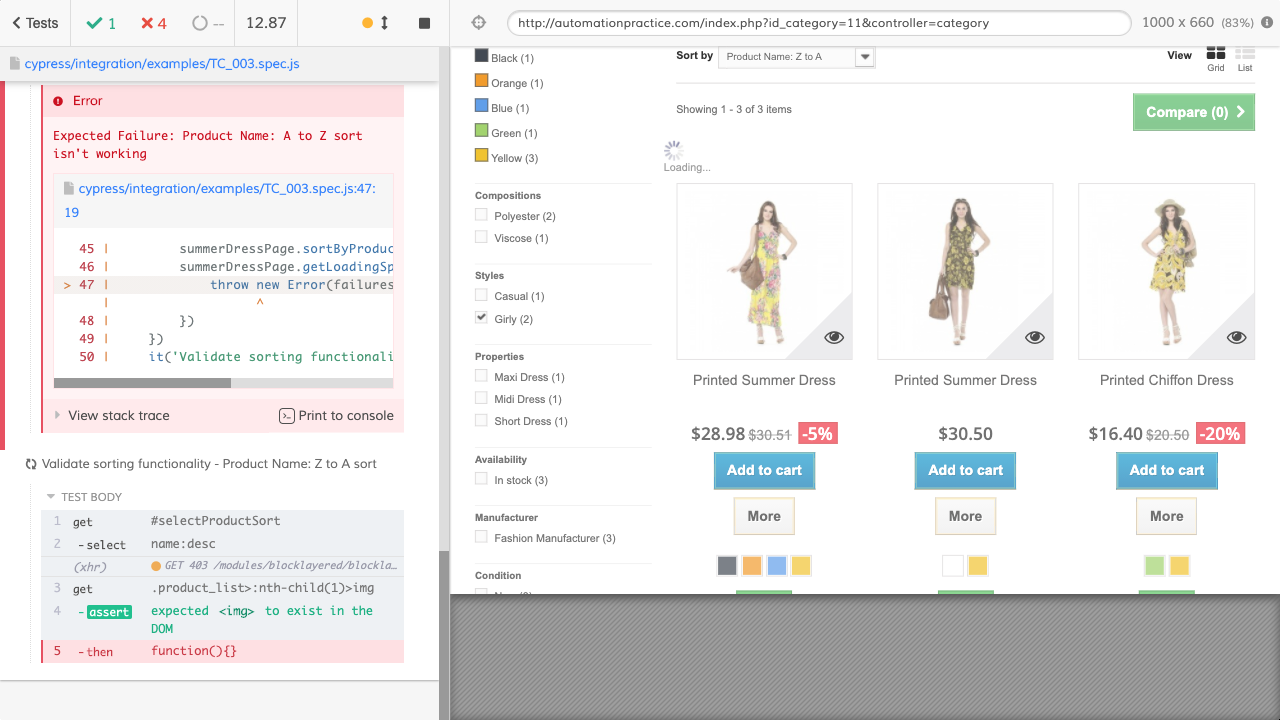 Tests
1
4
--
12.87
http://automationpractice.com/index.php?id_category=11&controller=category
1000 x 660 (83%)
cypress/integration/examples/TC_003.spec.js
Error
Expected Failure: Product Name: A to Z sort
isn't working
cypress/integration/examples/TC_003.spec.js:47:
19
45 | summerDressPage.sortByProduc
46 | summerDressPage.getLoadingSp
> 47 | throw new Error(failures
| ^
48 | })
49 | })
50 | it('Validate sorting functionali
View stack trace
Print to console
Validate sorting functionality - Product Name: Z to A sort
TEST BODY
1 get #selectProductSort
2 -select name:desc
(xhr) GET 403 /modules/blocklayered/blockla...
3 get .product_list>:nth-child(1)>img
4 -assert expected <img> to exist in the
DOM
5 -then function(){}
Black (1)
Orange (1)
Blue (1)
Green (1)
Yellow (3)
Compositions
Polyester (2)
Viscose (1)
Styles
Casual (1)
Girly (2)
Properties
Maxi Dress (1)
Midi Dress (1)
Short Dress (1)
Availability
In stock (3)
Manufacturer
Fashion Manufacturer (3)
Condition
Sort by
Product Name: Z to A
View
Grid
List
Showing 1 - 3 of 3 items
Compare (0)
Loading...
Printed Summer Dress
$28.98 $30.51 -5%
Add to cart
More
Printed Summer Dress
$30.50
Add to cart
More
Printed Chiffon Dress
$16.40 $20.50 -20%
Add to cart
More